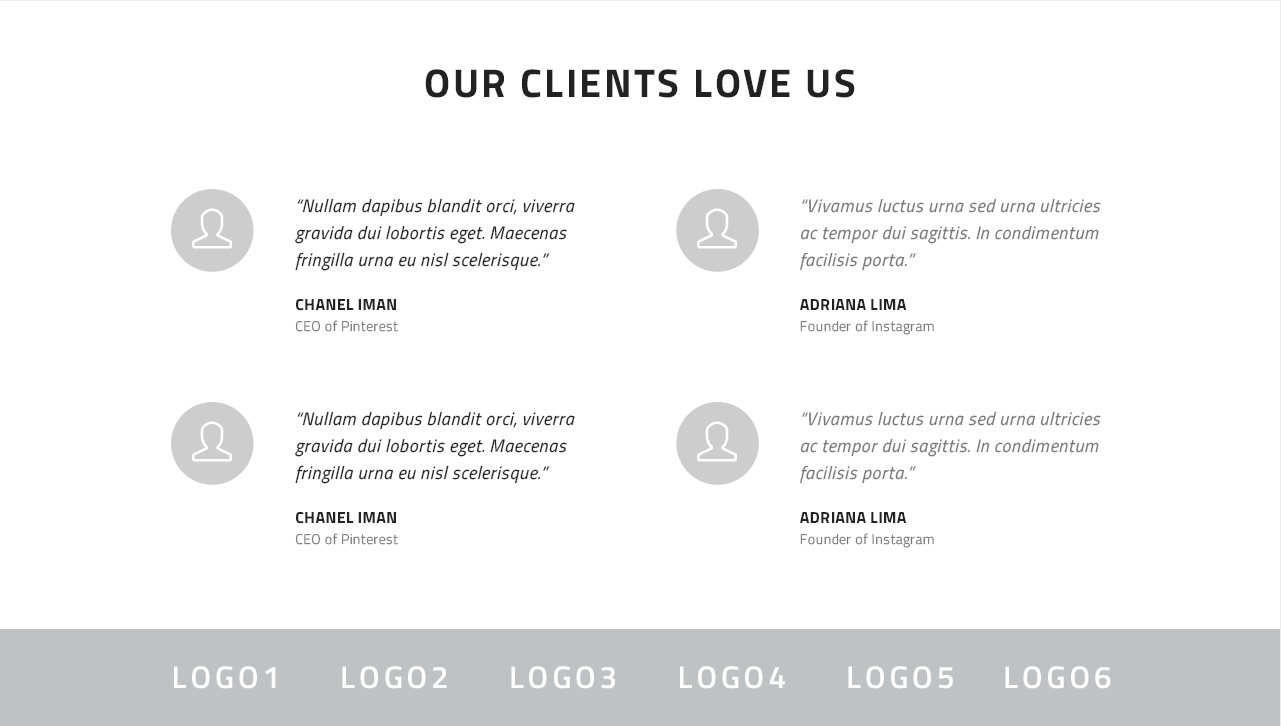 OUR CLIENTS LOVE US
“Nullam dapibus blandit orci, viverra
gravida dui lobortis eget. Maecenas
fringilla urna eu nisl scelerisque.”
CHANEL IMAN
CEO of Pinterest
“Vivamus luctus urna sed urna ultricies
ac tempor dui sagittis. In condimentum
facilisis porta.”
ADRIANA LIMA
Founder of Instagram
“Nullam dapibus blandit orci, viverra
gravida dui lobortis eget. Maecenas
fringilla urna eu nisl scelerisque.”
CHANEL IMAN
CEO of Pinterest
“Vivamus luctus urna sed urna ultricies
ac tempor dui sagittis. In condimentum
facilisis porta.”
ADRIANA LIMA
Founder of Instagram
LOGO1 LOGO2 LOGO3 LOGO4 LOGO5 LOGO6